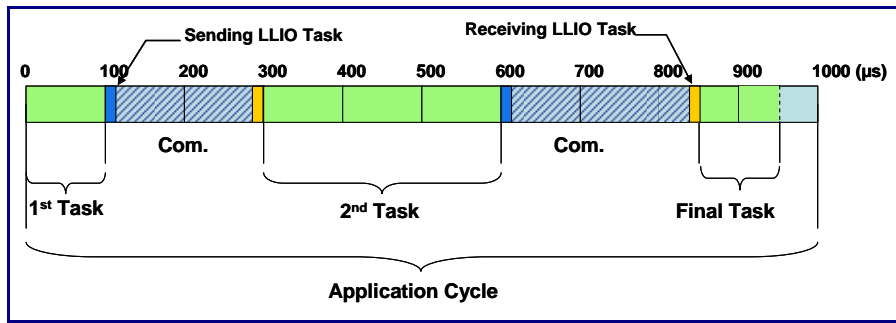 Sending LLIO Task
Receiving LLIO Task
0 100 200 300 400 500 600 700 800 900 1000 (µs)
Com.
Com.
1st Task
2nd Task
Final Task
Application Cycle